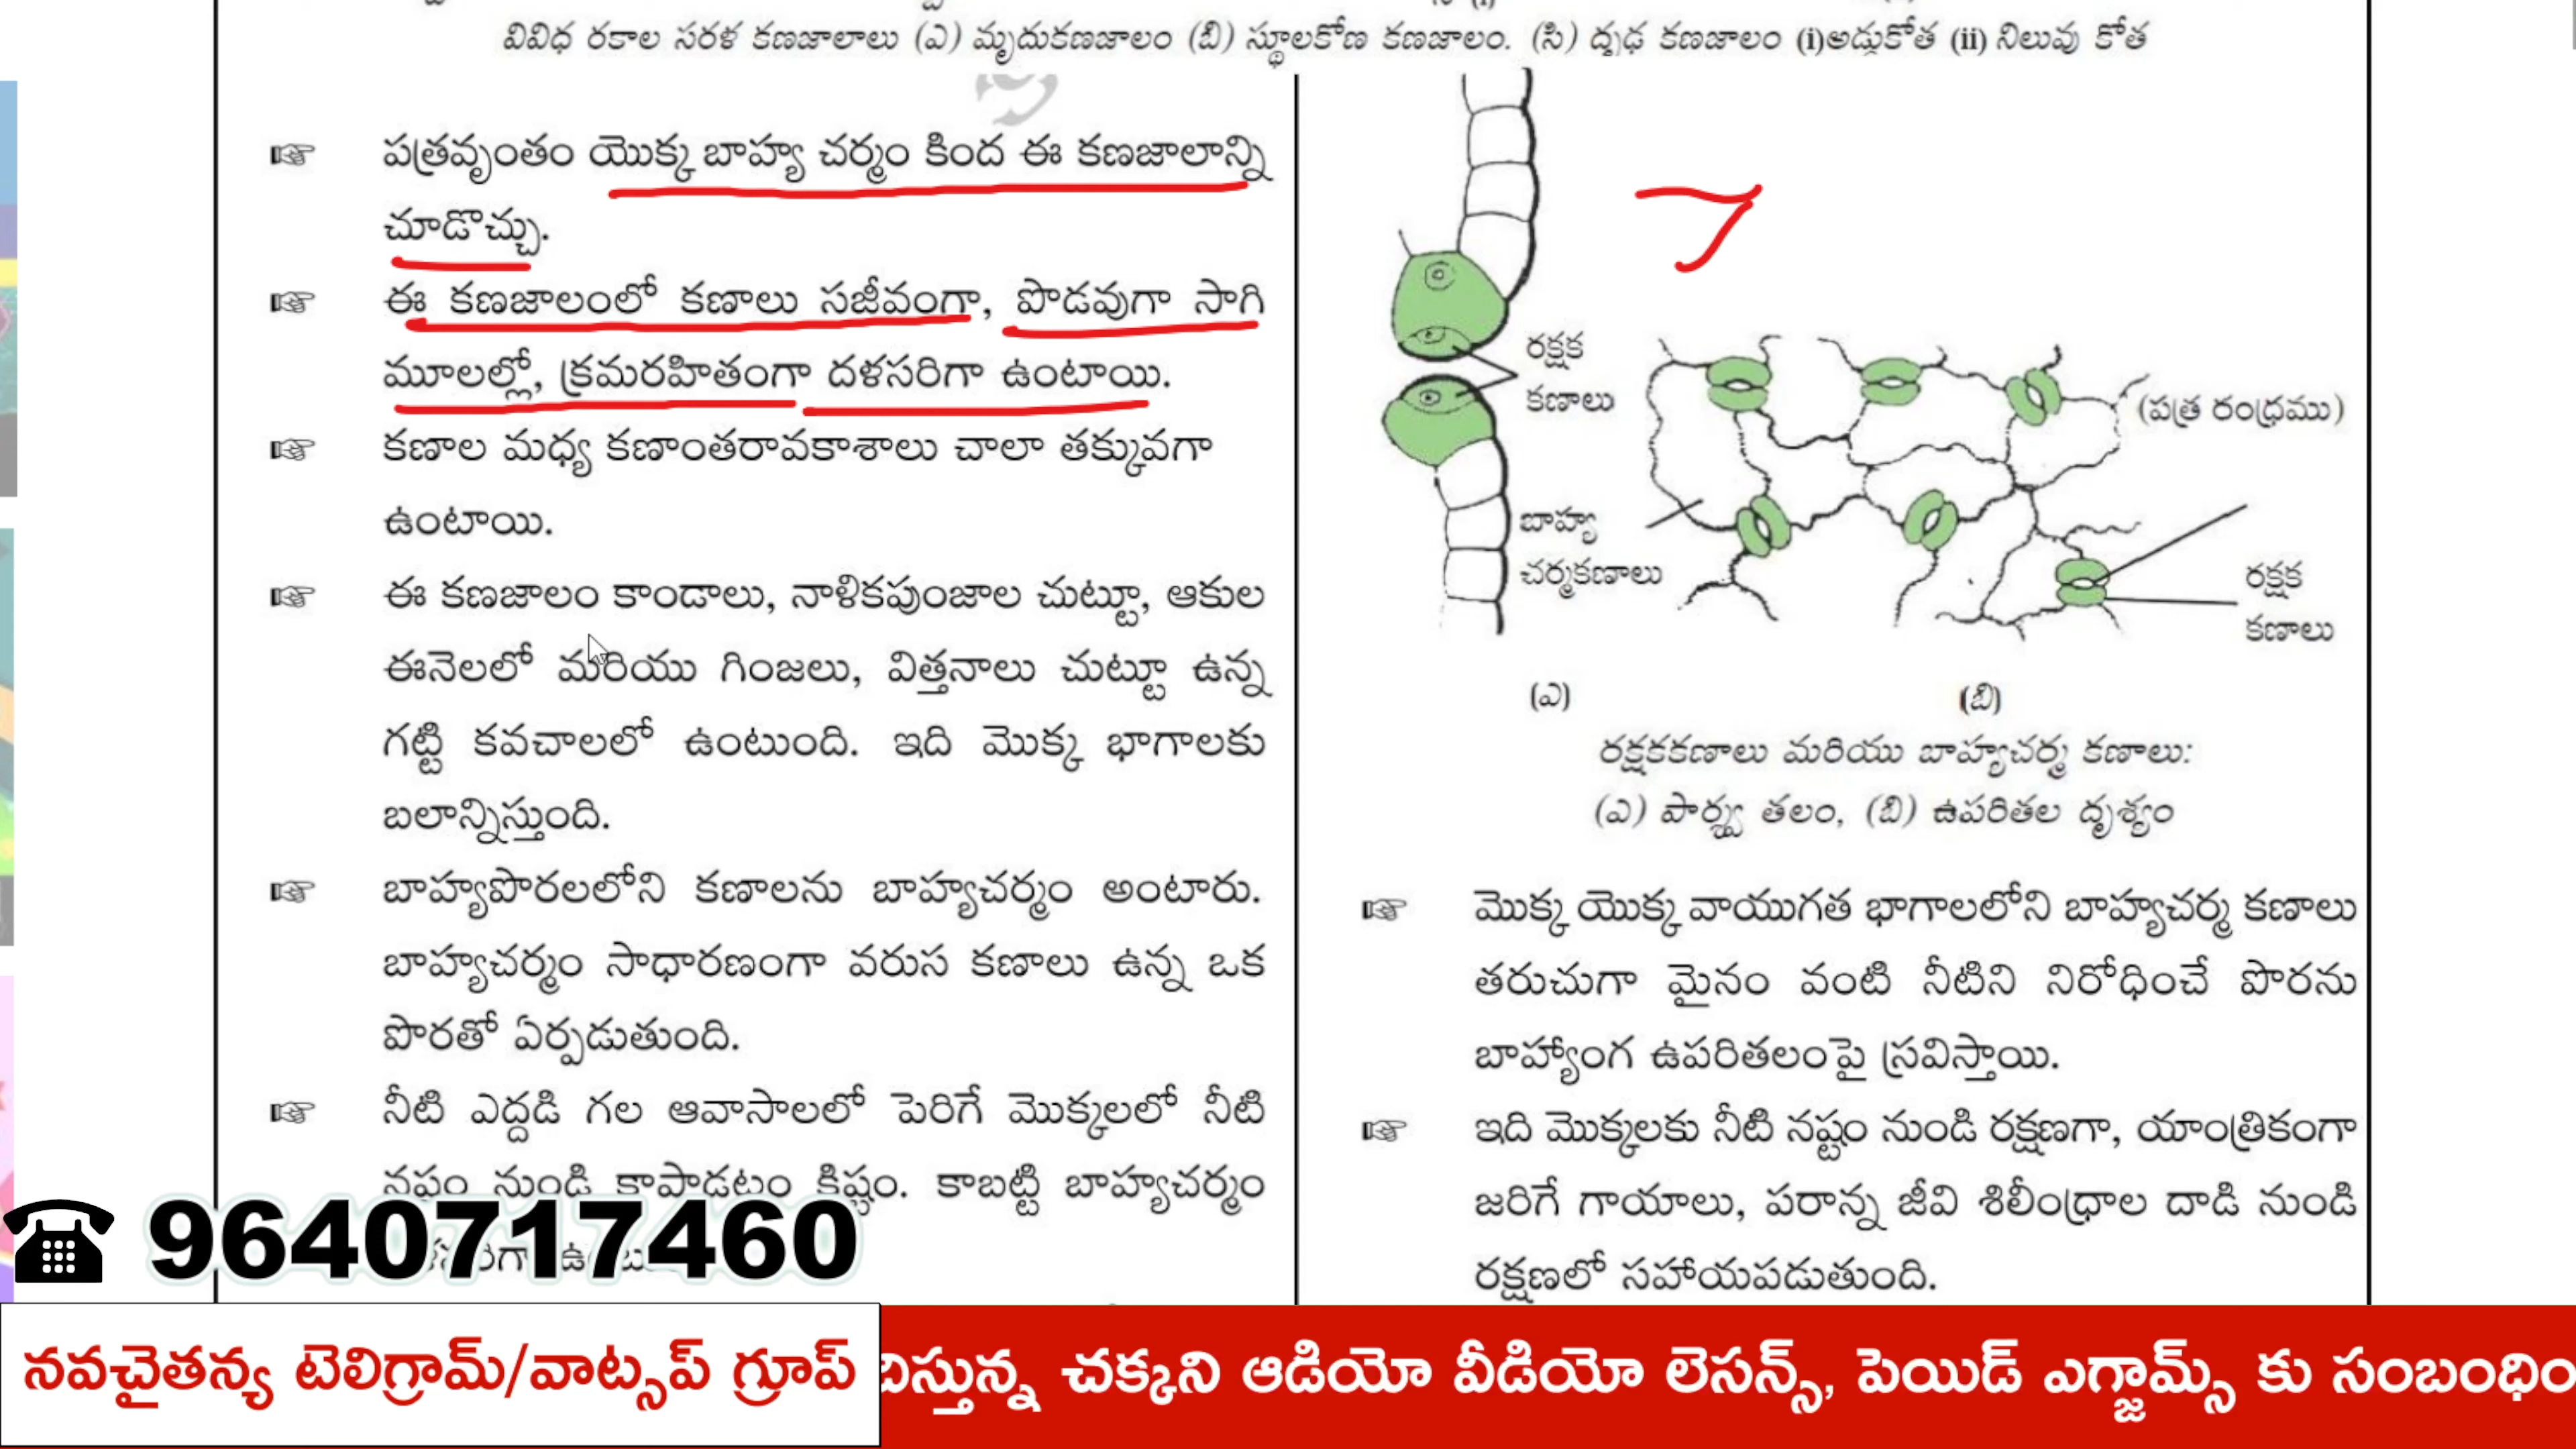 వివిధ రకాల సరళ కణజాలాలు (ఎ) మృదుకణజాలం (బి) స్థూలకోణ కణజాలం. (సి) దృఢ కణజాలం (i)అడ్డుకోత (ii) నిలువు కోత
పత్రవృంతం యొక్క బాహ్య చర్మం కింద ఈ కణజాలాన్ని
చూడొచ్చు.
ఈ కణజాలంలో కణాలు సజీవంగా, పొడవుగా సాగి
మూలల్లో, క్రమరహితంగా దళసరిగా ఉంటాయి.
కణాల మధ్య కణాంతరావకాశాలు చాలా తక్కువగా
ఉంటాయి.
ఈ కణజాలం కాండాలు, నాళికపుంజాల చుట్టూ, ఆకుల
ఈనెలలో మరియు గింజలు, విత్తనాలు చుట్టూ ఉన్న
గట్టి కవచాలలో ఉంటుంది. ఇది మొక్క భాగాలకు
బలాన్నిస్తుంది.
బాహ్యపొరలలోని కణాలను బాహ్యచర్మం అంటారు.
బాహ్యచర్మం సాధారణంగా వరుస కణాలు ఉన్న ఒక
పొరతో ఏర్పడుతుంది.
నీటి ఎద్దడి గల ఆవాసాలలో పెరిగే మొక్కలలో నీటి
నష్టం నుండి కాపాడటం కిష్టం. కాబట్టి బాహ్యచర్మం
రక్షక
కణాలు
బాహ్య
చర్మకణాలు
(పత్ర రంధ్రము)
రక్షక
కణాలు
(ఎ)
(బి)
రక్షకకణాలు మరియు బాహ్యచర్మ కణాలు:
(ఎ) పార్శ్వ తలం, (బి) ఉపరితల దృశ్యం
మొక్క యొక్క వాయుగత భాగాలలోని బాహ్యచర్మ కణాలు
తరుచుగా మైనం వంటి నీటిని నిరోధించే పొరను
బాహ్యాంగ ఉపరితలంపై స్రవిస్తాయి.
ఇది మొక్కలకు నీటి నష్టం నుండి రక్షణగా, యాంత్రికంగా
జరిగే గాయాలు, పరాన్న జీవి శిలీంధ్రాల దాడి నుండి
రక్షణలో సహాయపడుతుంది.
9640717460
నవచైతన్య టెలిగ్రామ్/వాట్సప్ గ్రూప్
దిస్తున్న చక్కని ఆడియో వీడియో లెసన్స్, పెయిడ్ ఎగ్జామ్స్ కు సంబంధిం